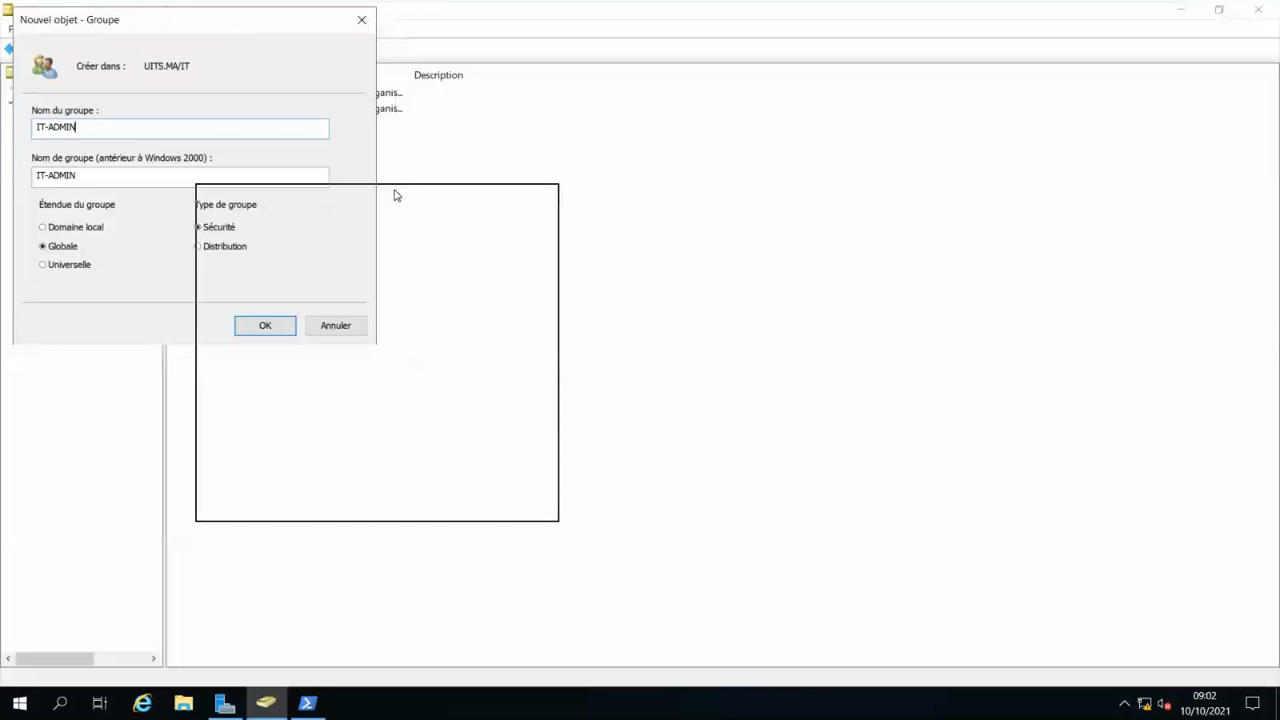 Nouvel objet - Groupe
Créer dans : UITS.MA/IT
Nom du groupe :
IT-ADMIN
Nom de groupe (antérieur à Windows 2000) :
IT-ADMIN
Étendue du groupe
Type de groupe
Domaine local
Sécurité
Globale
Distribution
Universelle
OK
Annuler
Description
ganis...
ganis...
F
09:02
10/10/2021